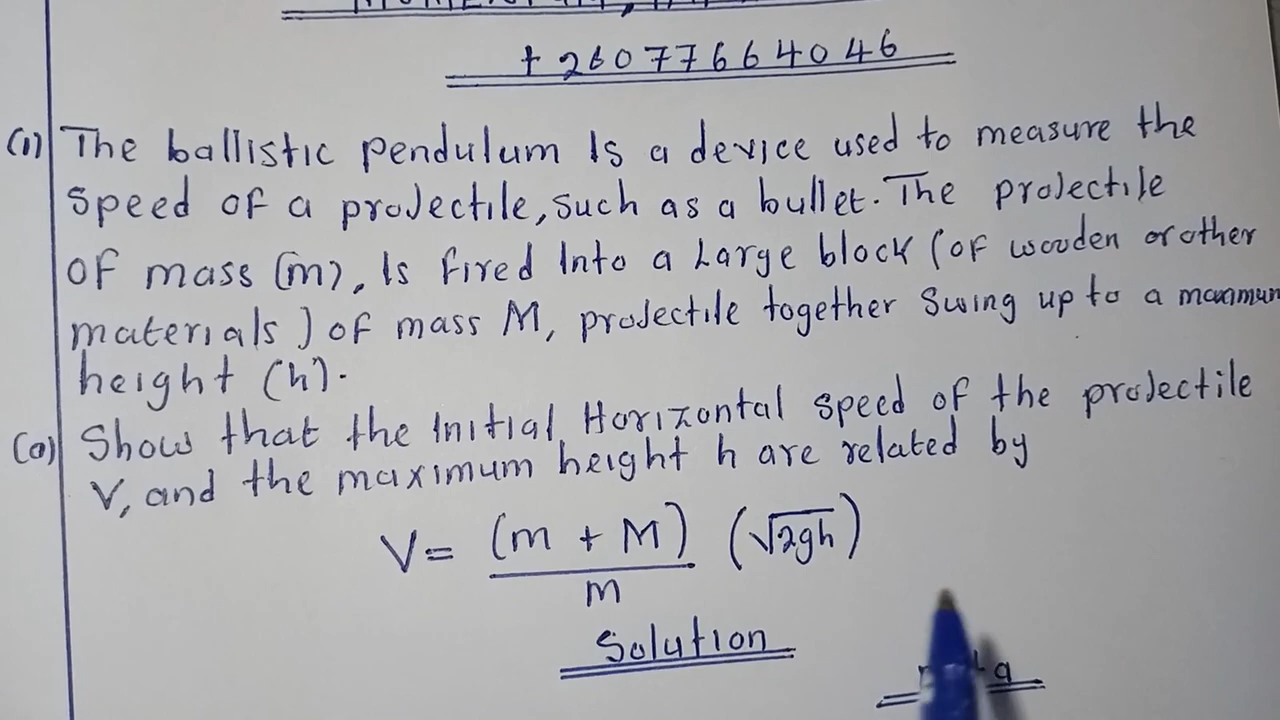 +26077664046
(1) The ballistic pendulum is a device used to measure the
speed of a projectile, such as a bullet. The projectile
of mass (m), is fired into a large block (of wooden or other
materials) of mass M, projectile together swing up to a maximum
height (h).
(a) Show that the initial Horizontal speed of the projectile
V, and the maximum height h are related by
V = (m + M) (√2gh)
m
Solution